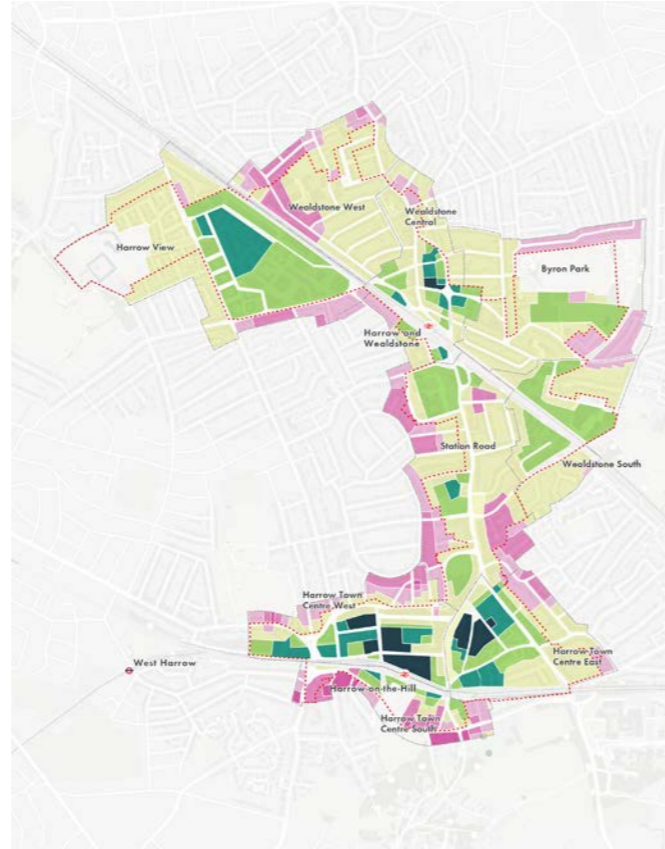 Wealdstone West
Wealdstone
Central
Harrow View
Byron Park
Harrow and
Wealdstone
Station Road
Wealdstone South
Harrow Town
Centre West
West Harrow
Harrow Town
Centre East
Harrow-on-the-Hill
Harrow Town
Centre South